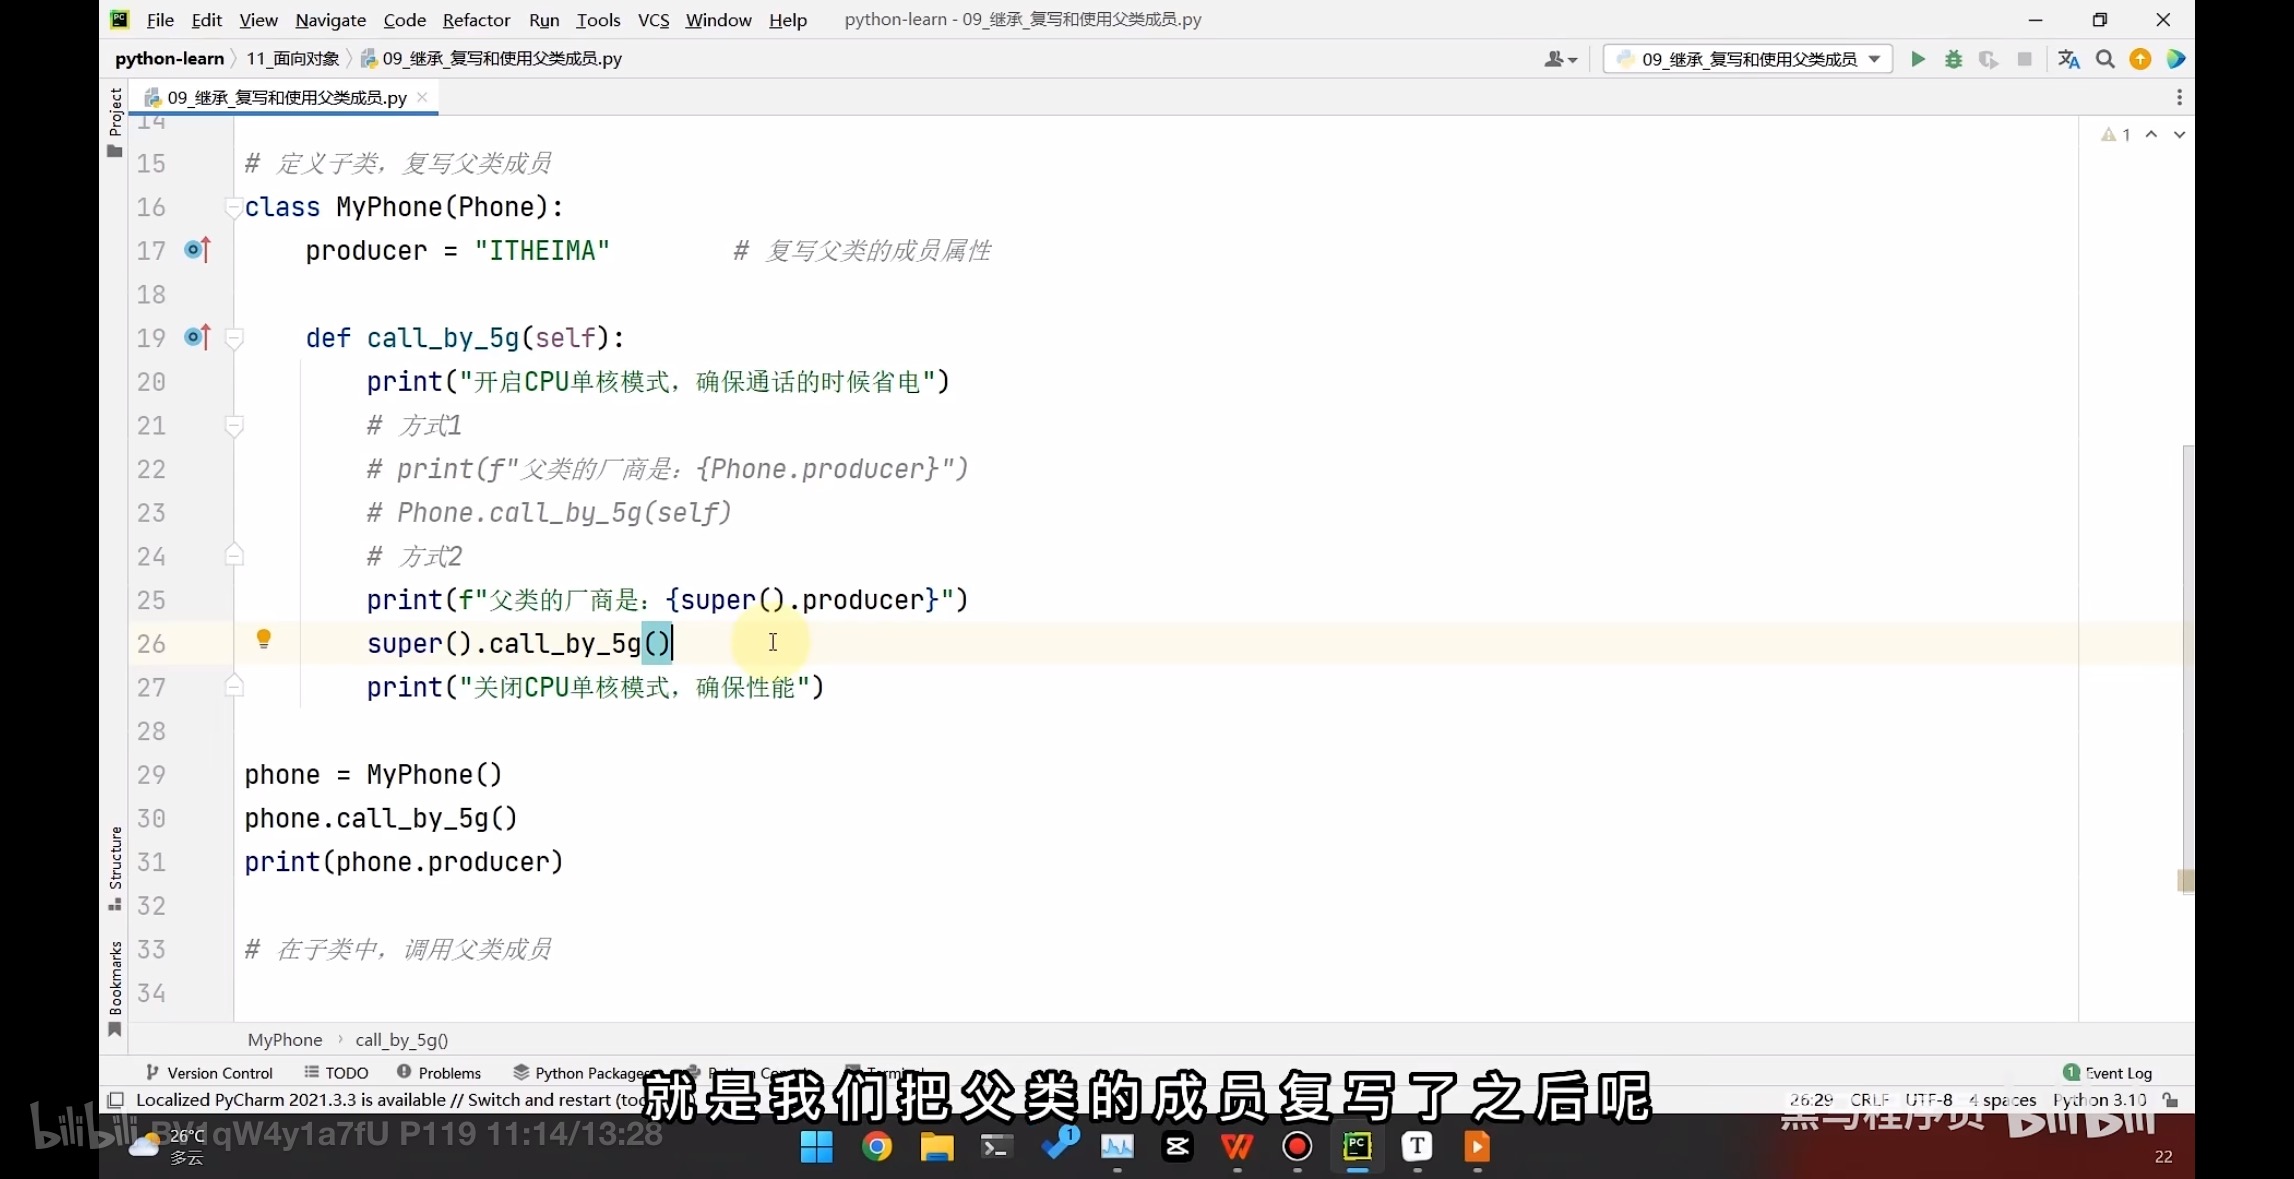 File Edit View Navigate Code Refactor Run Tools VCS Window Help python-learn - 09_继承_复写和使用父类成员.py
python-learn 11_面向对象 09_继承_复写和使用父类成员.py 09_继承_复写和使用父类成员
09_继承_复写和使用父类成员.py
Project
Structure
Bookmarks
1
14
15 # 定义子类，复写父类成员
16 class MyPhone(Phone):
17 producer = "ITHEIMA" # 复写父类的成员属性
18
19 def call_by_5g(self):
20 print("开启CPU单核模式，确保通话的时候省电")
21 # 方式1
22 # print(f"父类的厂商是：{Phone.producer}")
23 # Phone.call_by_5g(self)
24 # 方式2
25 print(f"父类的厂商是：{super().producer}")
26 super().call_by_5g()
27 print("关闭CPU单核模式，确保性能")
28
29 phone = MyPhone()
30 phone.call_by_5g()
31 print(phone.producer)
32
33 # 在子类中，调用父类成员
34
MyPhone call_by_5g()
Version Control TODO Problems Python Packages Terminal 1 Event Log
Localized PyCharm 2021.3.3 is available // Switch and restart 26:29 CRLF UTF-8 4 spaces Python 3.10
就是我们把父类的成员复写了之后呢
黑马程序员 bilibili
bilibili BV1qW4y1a7fU P119 11:14/13:28
26°C
多云
22